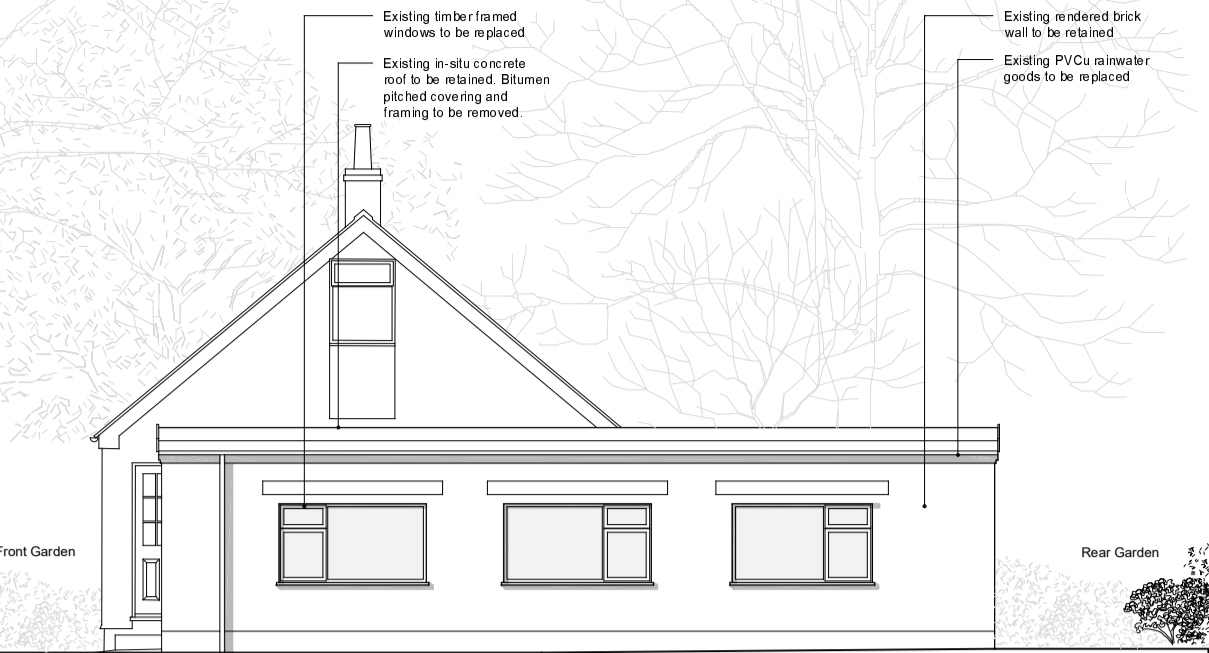 Existing timber framed
windows to be replaced
Existing in-situ concrete
roof to be retained. Bitumen
pitched covering and
framing to be removed.
Existing rendered brick
wall to be retained
Existing PVCu rainwater
goods to be replaced
Front Garden
Rear Garden